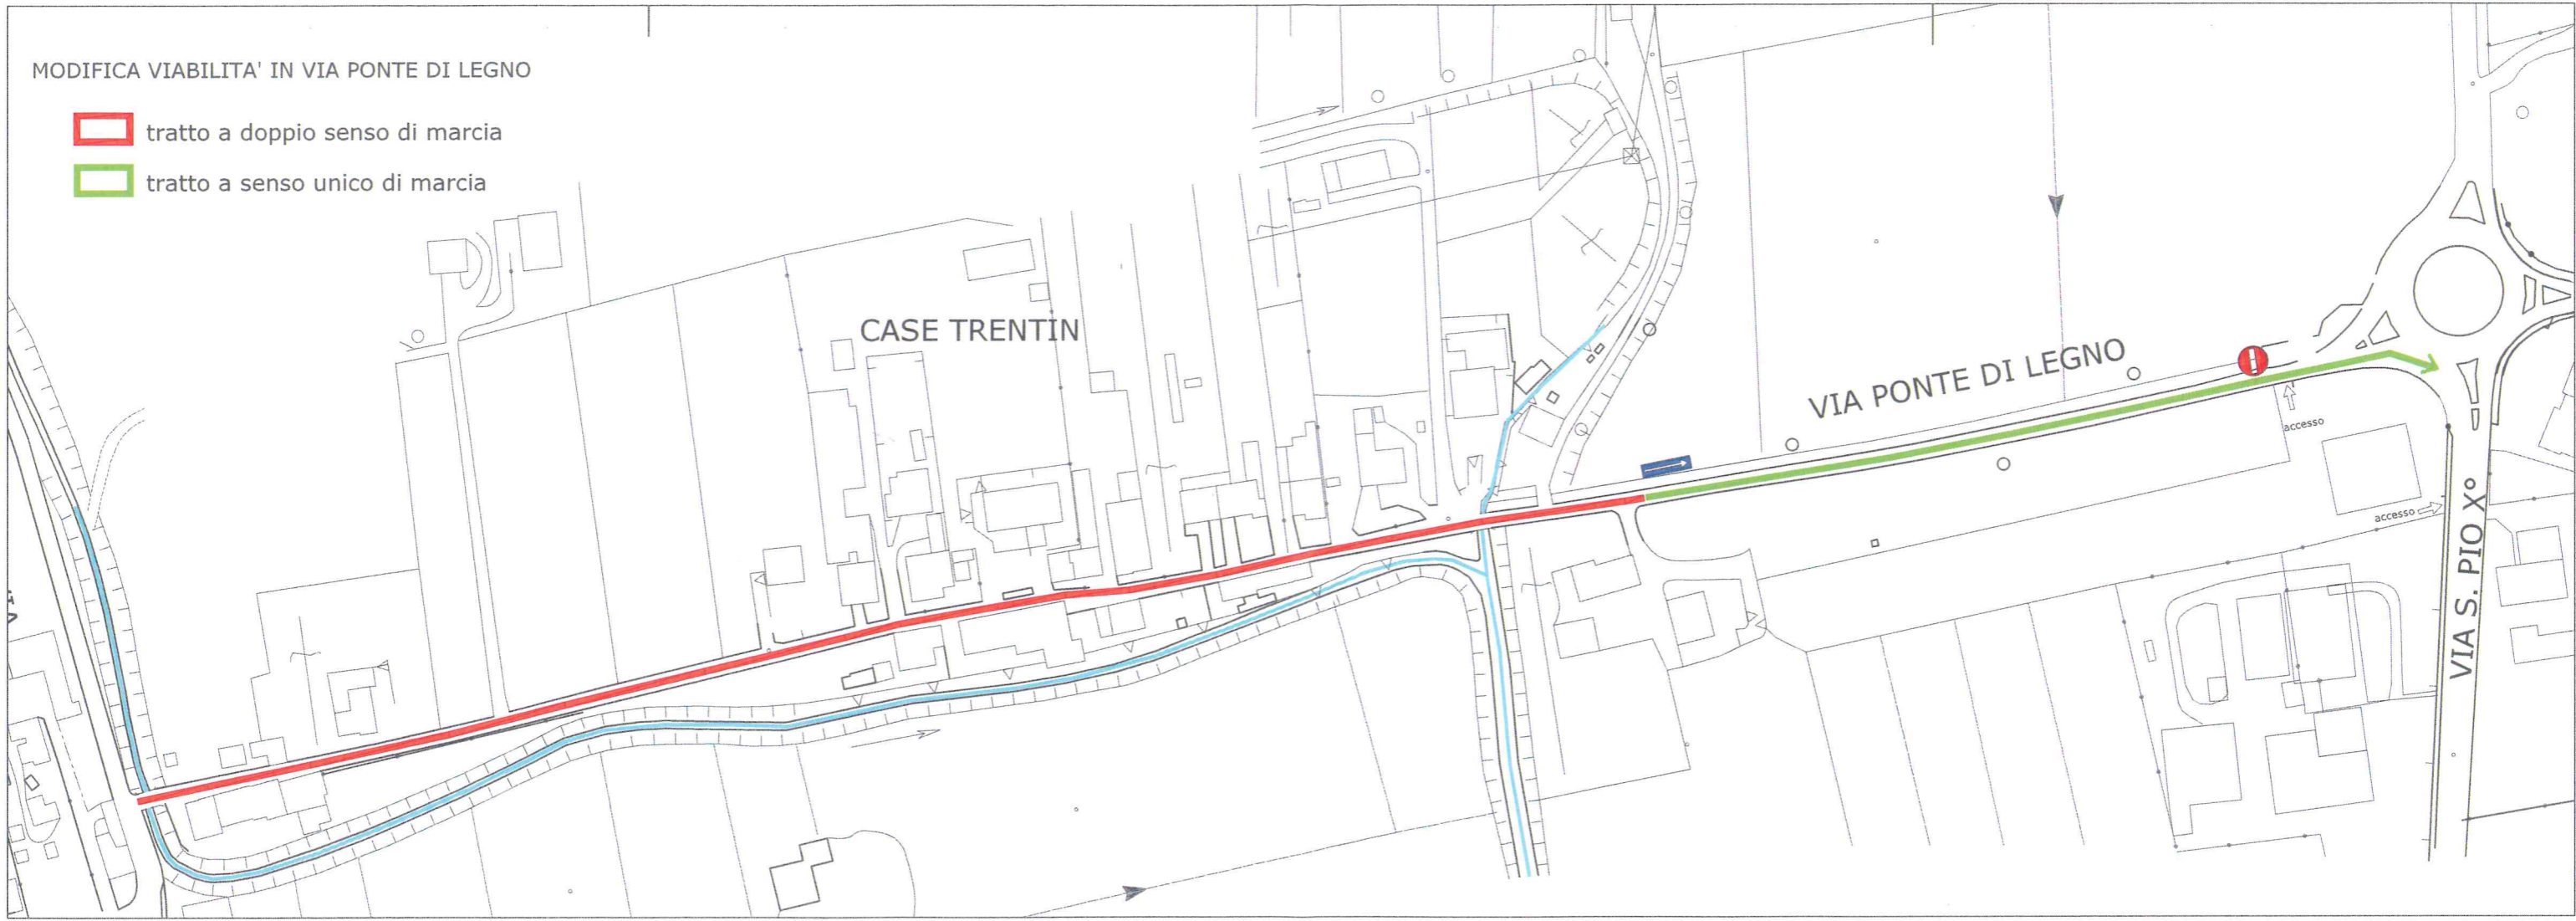 MODIFICA VIABILITA' IN VIA PONTE DI LEGNO
tratto a doppio senso di marcia
tratto a senso unico di marcia
CASE TRENTIN
VIA PONTE DI LEGNO
accesso
accesso
VIA S. PIO X°